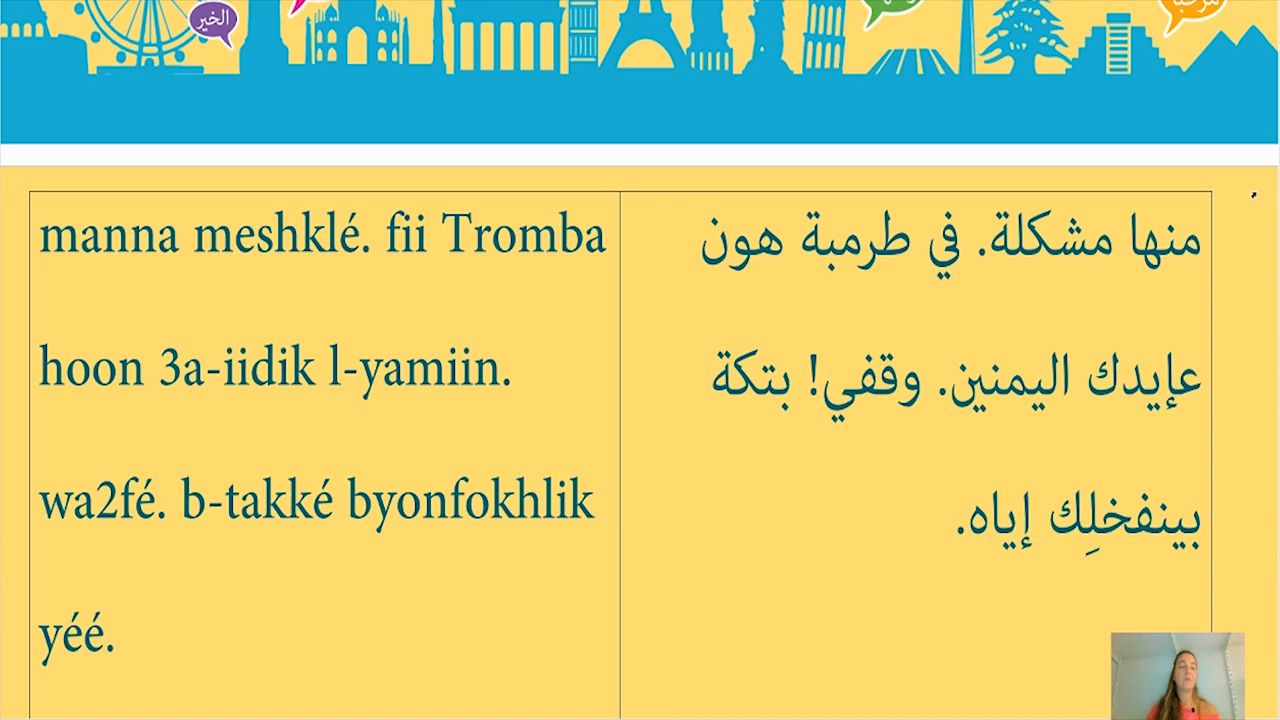 الخير
manna meshklé. fii Tromba
hoon 3a-iidik l-yamiin.
wa2fé. b-takké byonfokhlik
yéé.
منها مشكلة. في طرمبة هون
عإيدك اليمنين. وقفي! بتكة
بينفخلِك إياه.